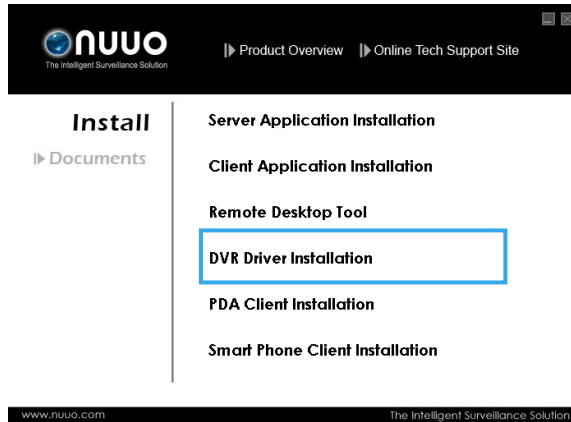 nuuo
The Intelligent Surveillance Solution
Product Overview
Online Tech Support Site
Install
Documents
Server Application Installation
Client Application Installation
Remote Desktop Tool
DVR Driver Installation
PDA Client Installation
Smart Phone Client Installation
www.nuuo.com
The Intelligent Surveillance Solution